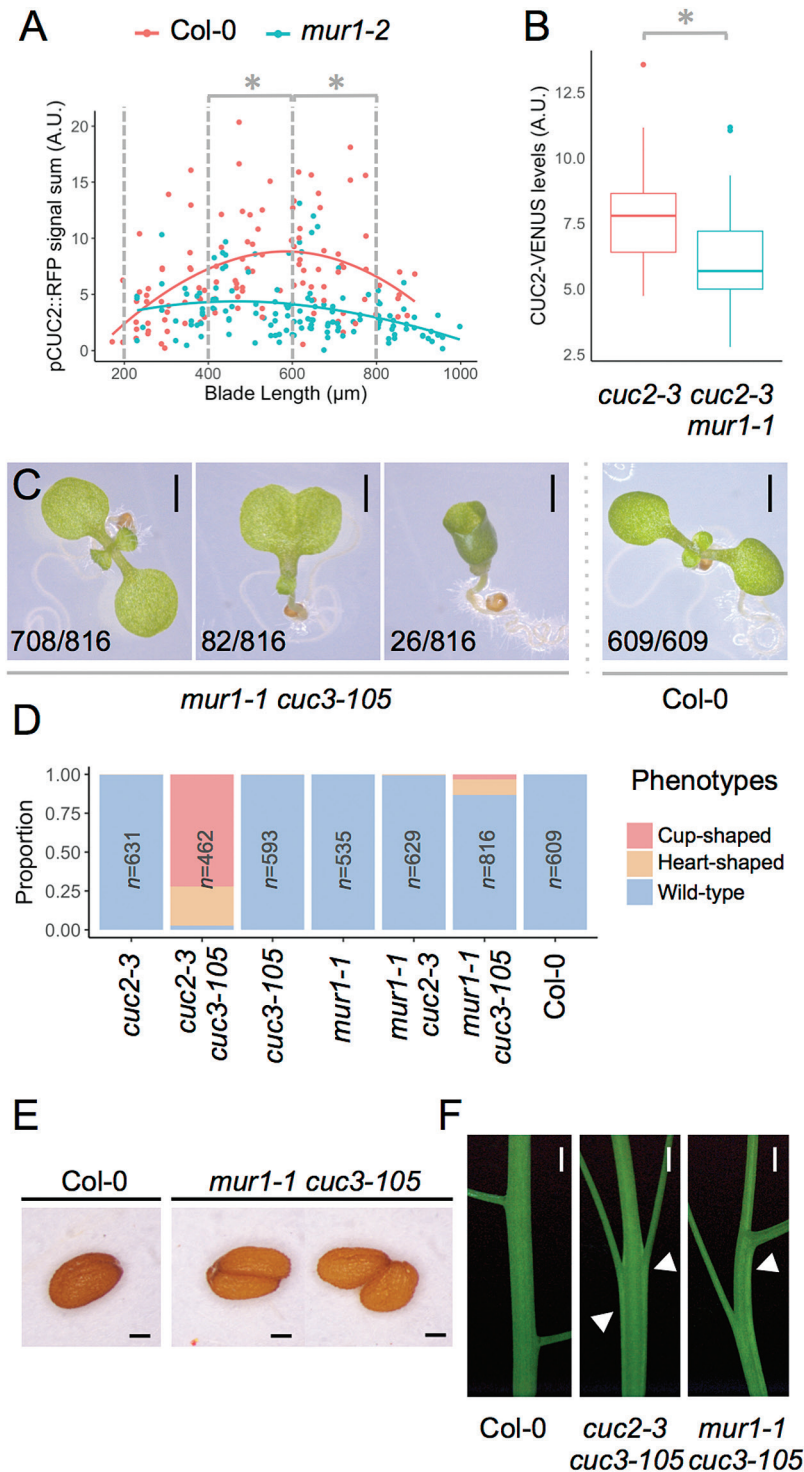 A
Col-0
mur1-2
pCUC2::RFP signal sum (A.U.)
20
15
10
5
0
*
*
200
400
600
800
1000
Blade Length (μm)
B
*
CUC2-VENUS levels (A.U.)
12.5
10.0
7.5
5.0
2.5
cuc2-3
cuc2-3
mur1-1
C
708/816
82/816
26/816
609/609
mur1-1 cuc3-105
Col-0
D
Proportion
1.00
0.75
0.50
0.25
0.00
n=631
n=462
n=593
n=535
n=629
n=816
n=609
cuc2-3
cuc2-3
cuc3-105
cuc3-105
mur1-1
mur1-1
cuc2-3
mur1-1
cuc3-105
Col-0
Phenotypes
Cup-shaped
Heart-shaped
Wild-type
E
Col-0
mur1-1 cuc3-105
F
Col-0
cuc2-3
cuc3-105
mur1-1
cuc3-105